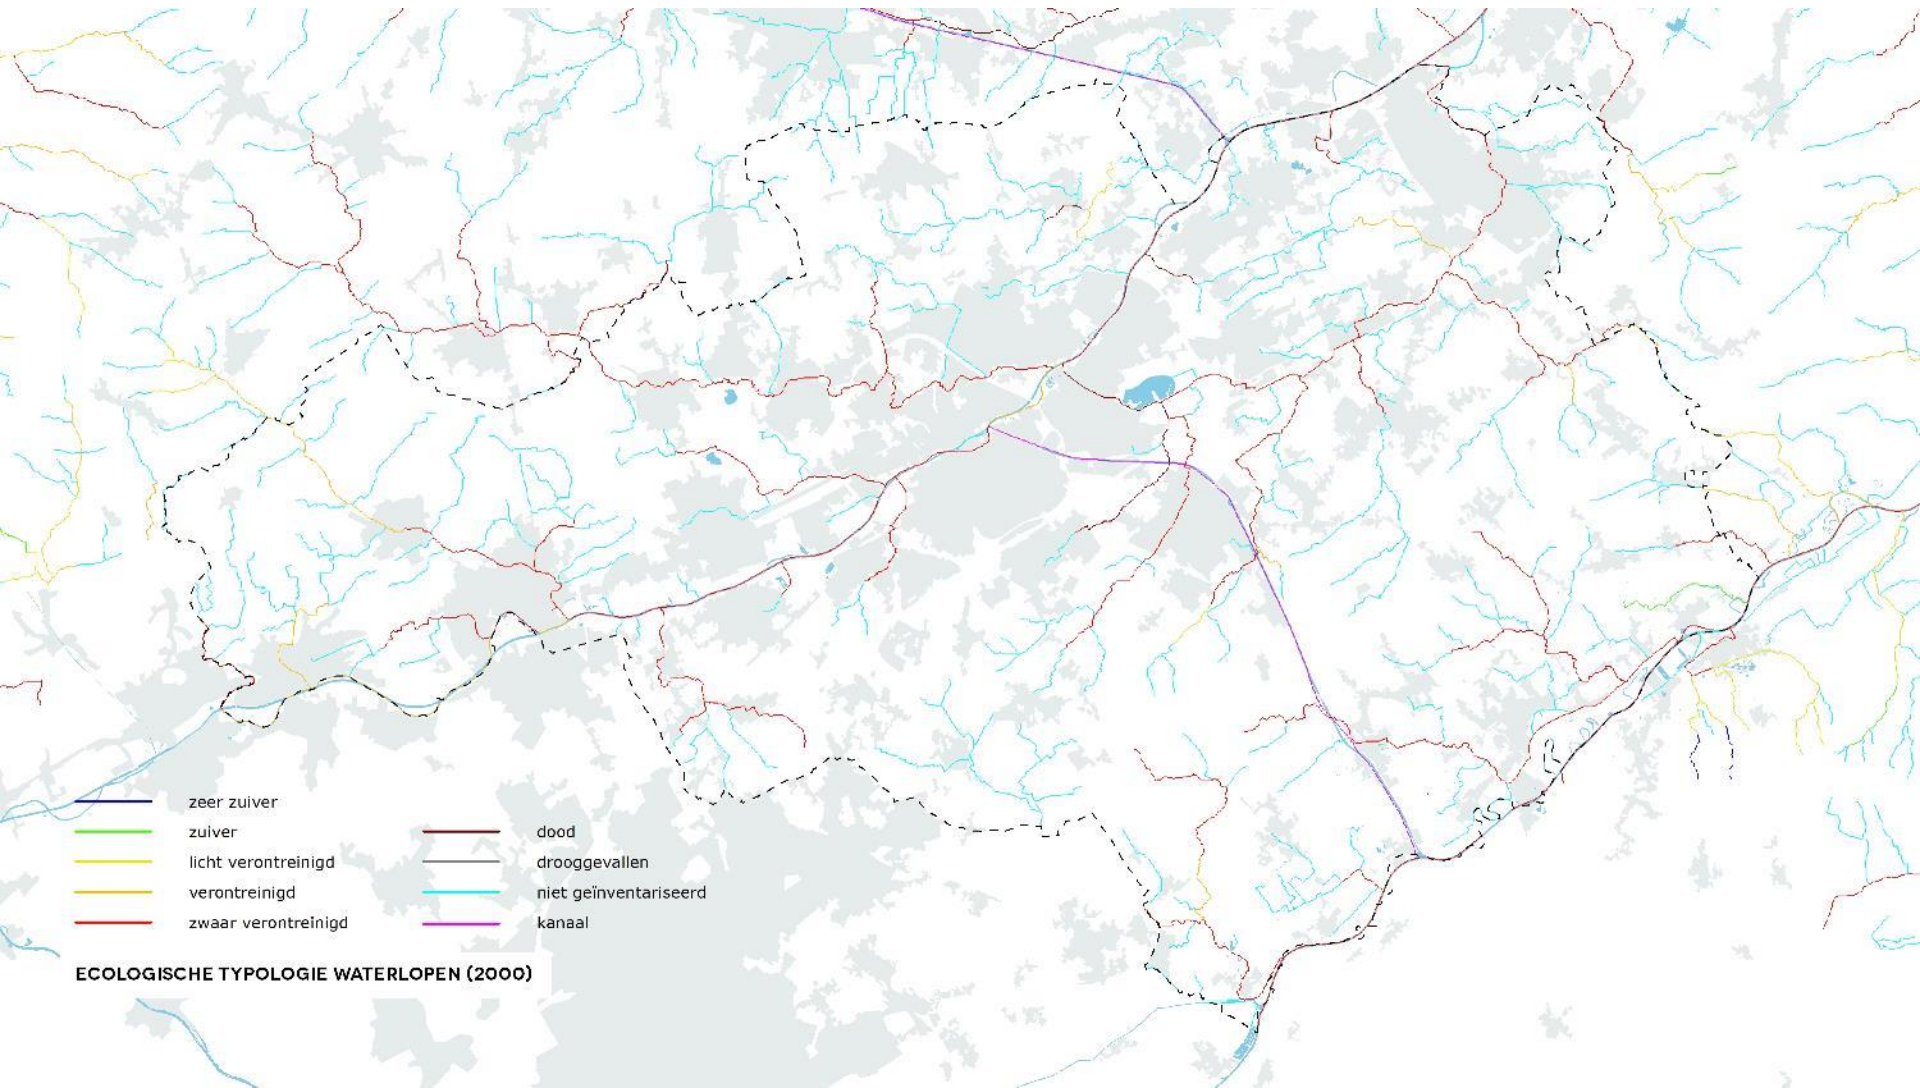 zeer zuiver
zuiver
licht verontreinigd
verontreinigd
zwaar verontreinigd
dood
drooggevallen
niet geïnventariseerd
kanaal
ECOLOGISCHE TYPOLOGIE WATERLOPEN (2000)